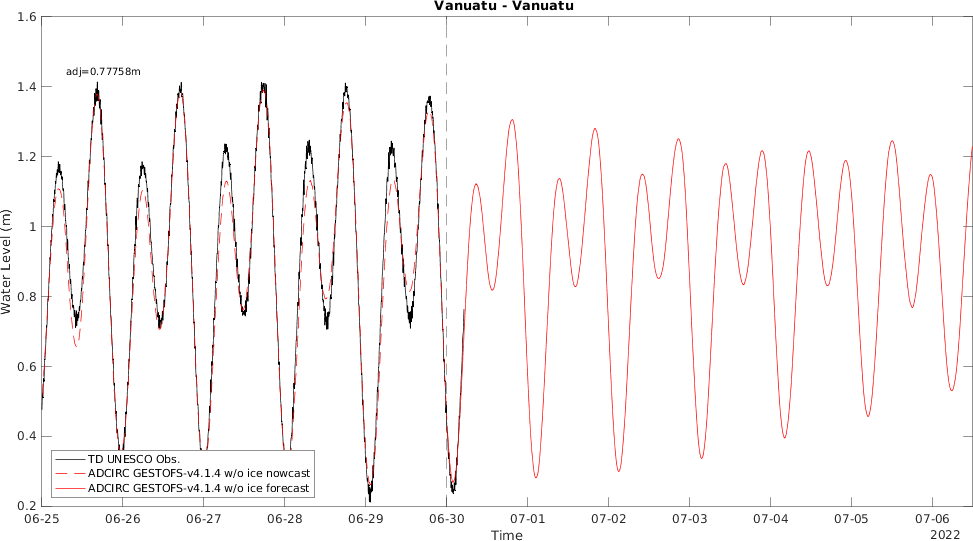 Vanuatu - Vanuatu
1.6
adj=0.77758m
1.4
1.2
1
0.8
0.6
0.4
0.2
Water Level (m)
TD UNESCO Obs.
ADCIRC GESTOFS-v4.1.4 w/o ice nowcast
ADCIRC GESTOFS-v4.1.4 w/o ice forecast
06-25 06-26 06-27 06-28 06-29 06-30 07-01 07-02 07-03 07-04 07-05 07-06
Time
2022